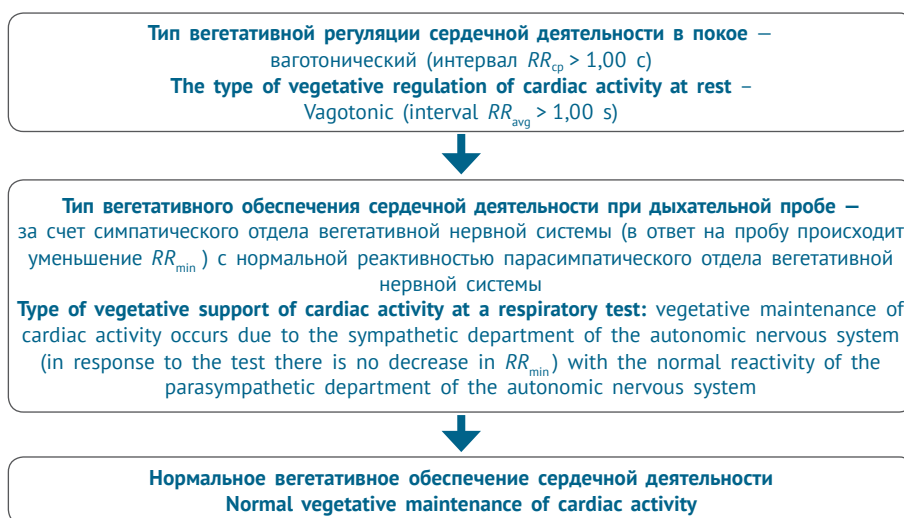 Тип вегетативной регуляции сердечной деятельности в покое —
ваготонический (интервал RRср > 1,00 с)
The type of vegetative regulation of cardiac activity at rest –
Vagotonic (interval RRavg > 1,00 s)
Тип вегетативного обеспечения сердечной деятельности при дыхательной пробе —
за счет симпатического отдела вегетативной нервной системы (в ответ на пробу происходит
уменьшение RRmin ) с нормальной реактивностью парасимпатического отдела вегетативной
нервной системы
Type of vegetative support of cardiac activity at a respiratory test: vegetative maintenance of
cardiac activity occurs due to the sympathetic department of the autonomic nervous system
(in response to the test there is no decrease in RRmin ) with the normal reactivity of the
parasympathetic department of the autonomic nervous system
Нормальное вегетативное обеспечение сердечной деятельности
Normal vegetative maintenance of cardiac activity